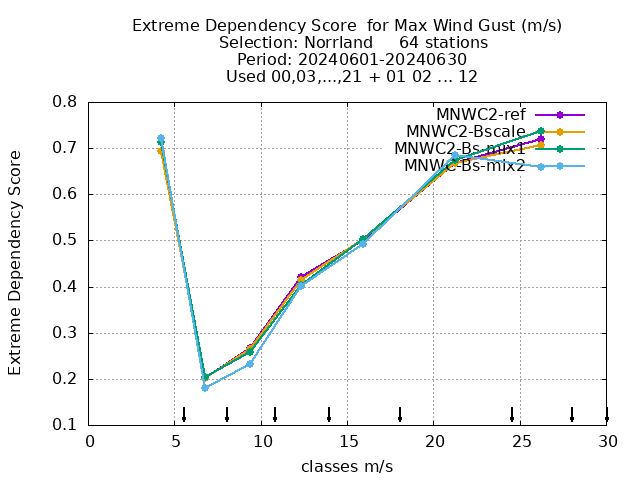 Extreme Dependency Score  for Max Wind Gust (m/s)
Selection: Norrland     64 stations
Period: 20240601-20240630
Used 00,03,...,21 + 01 02 ... 12
MNWC2-ref
MNWC2-Bscale
MNWC2-Bs-mix1
MNWC-Bs-mix2
Extreme Dependency Score
0.8
0.7
0.6
0.5
0.4
0.3
0.2
0.1
0 5 10 15 20 25 30
classes m/s